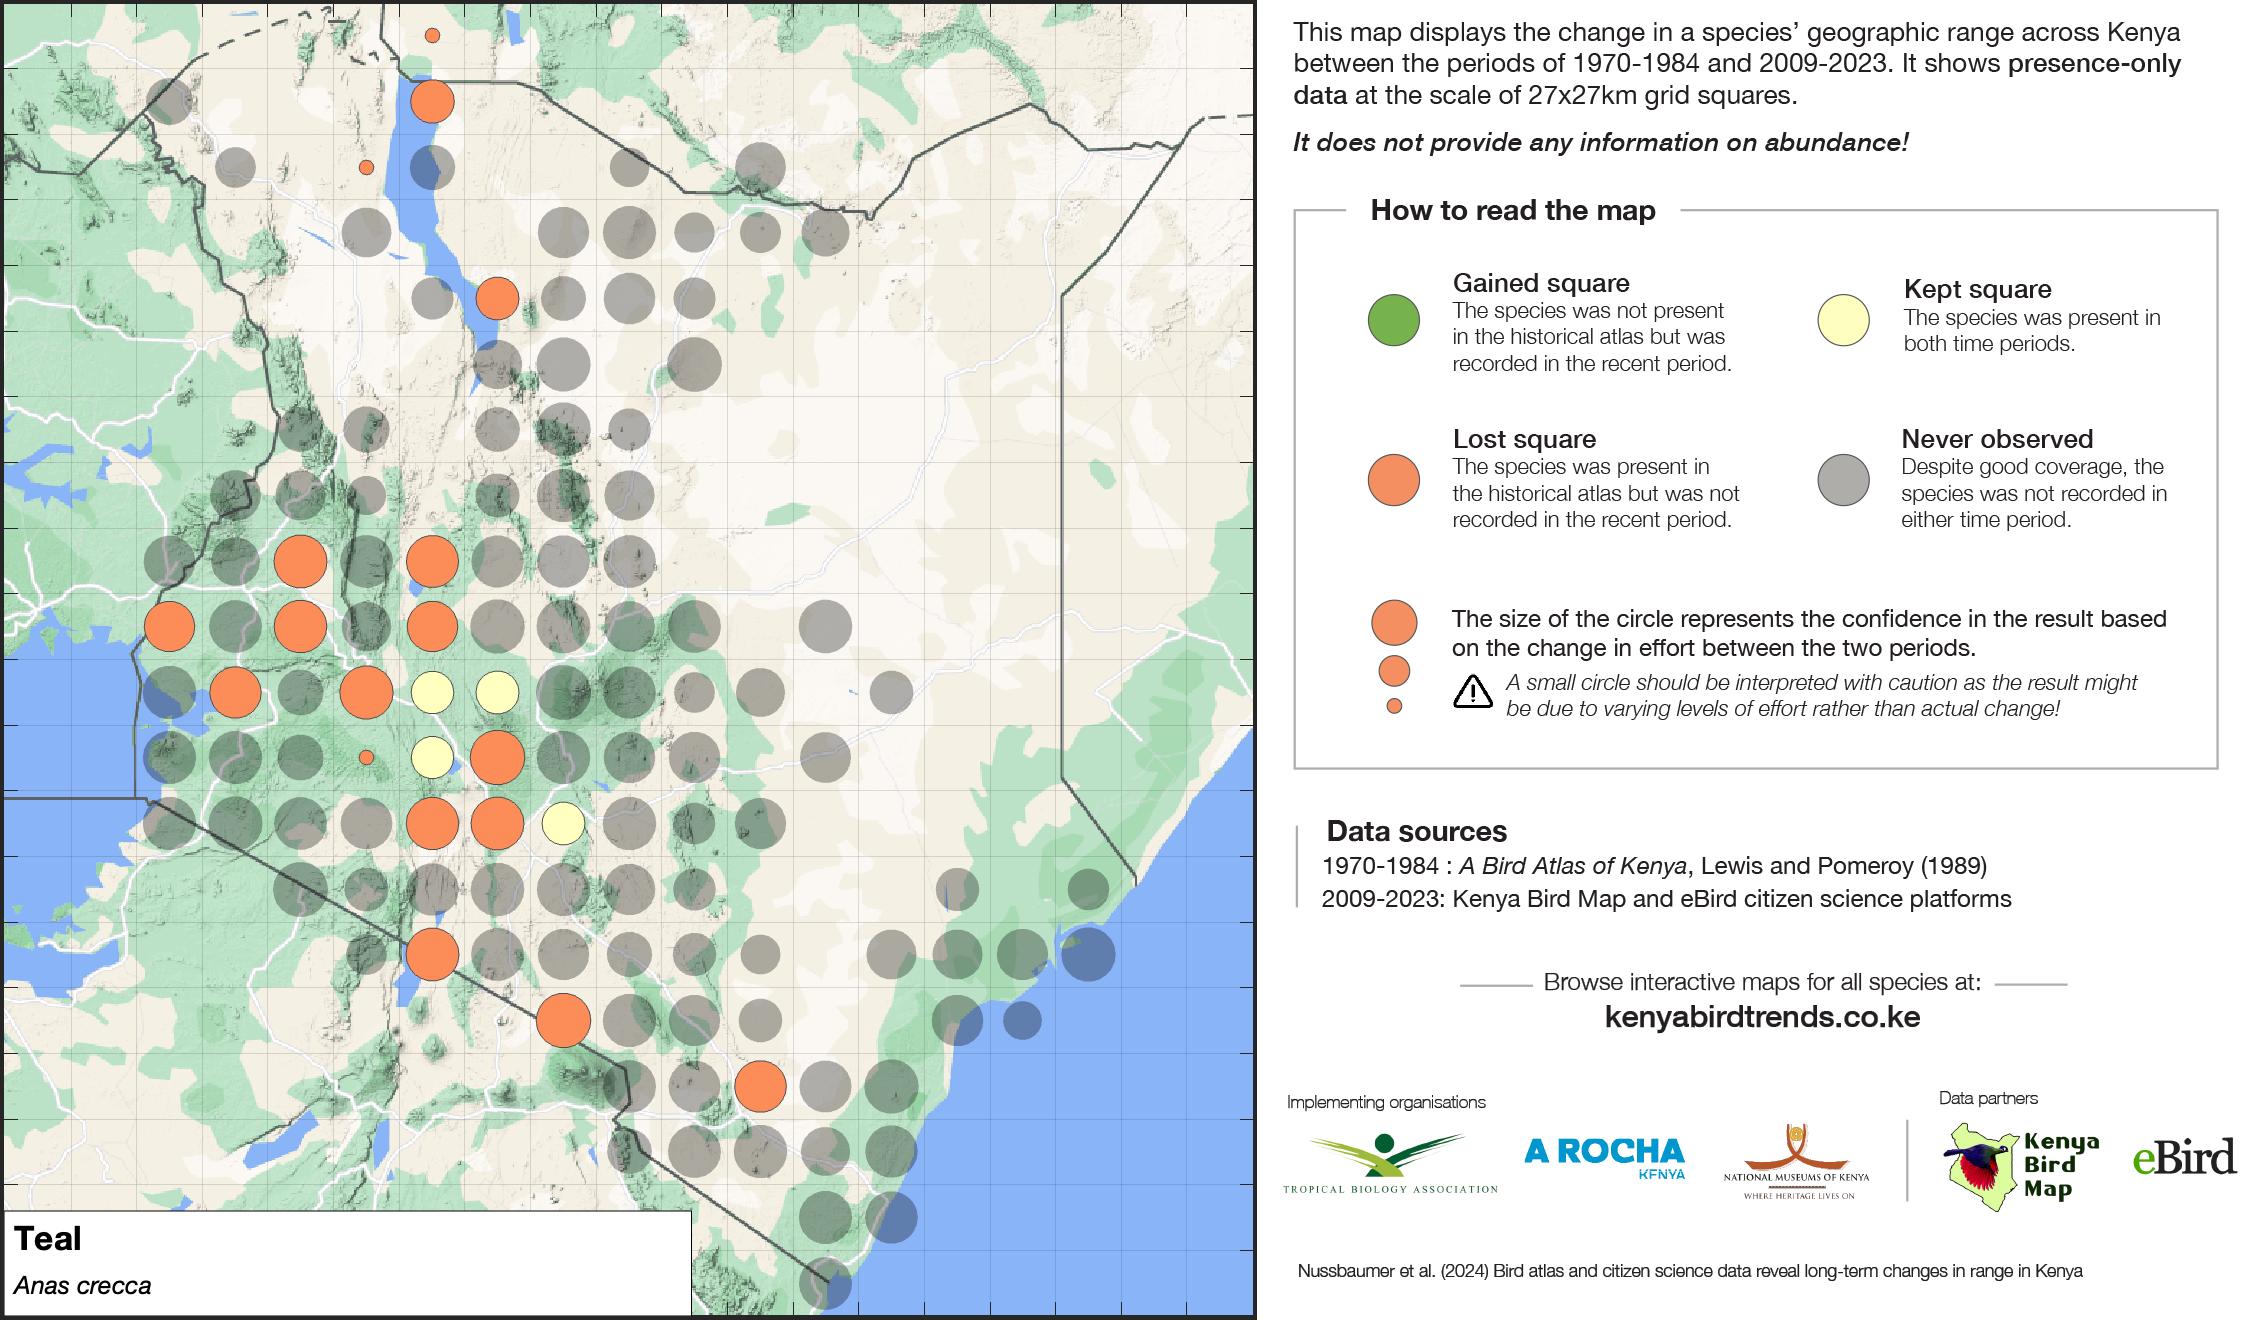 This map displays the change in a species’ geographic range across Kenya
between the periods of 1970-1984 and 2009-2023. It shows presence-only
data at the scale of 27x27km grid squares.
It does not provide any information on abundance!
How to read the map
Gained square
The species was not present
in the historical atlas but was
recorded in the recent period.
Kept square
The species was present in
both time periods.
Lost square
The species was present in
the historical atlas but was not
recorded in the recent period.
Never observed
Despite good coverage, the
species was not recorded in
either time period.
The size of the circle represents the confidence in the result based
on the change in effort between the two periods.
A small circle should be interpreted with caution as the result might
be due to varying levels of effort rather than actual change!
Data sources
1970-1984 : A Bird Atlas of Kenya, Lewis and Pomeroy (1989)
2009-2023: Kenya Bird Map and eBird citizen science platforms
Browse interactive maps for all species at:
kenyabirdtrends.co.ke
Implementing organisations
Data partners
TROPICAL BIOLOGY ASSOCIATION
A ROCHA
KENYA
NATIONAL MUSEUMS OF KENYA
WHERE HERITAGE LIVES ON
Kenya
Bird
Map
eBird
Nussbaumer et al. (2024) Bird atlas and citizen science data reveal long-term changes in range in Kenya
Teal
Anas crecca